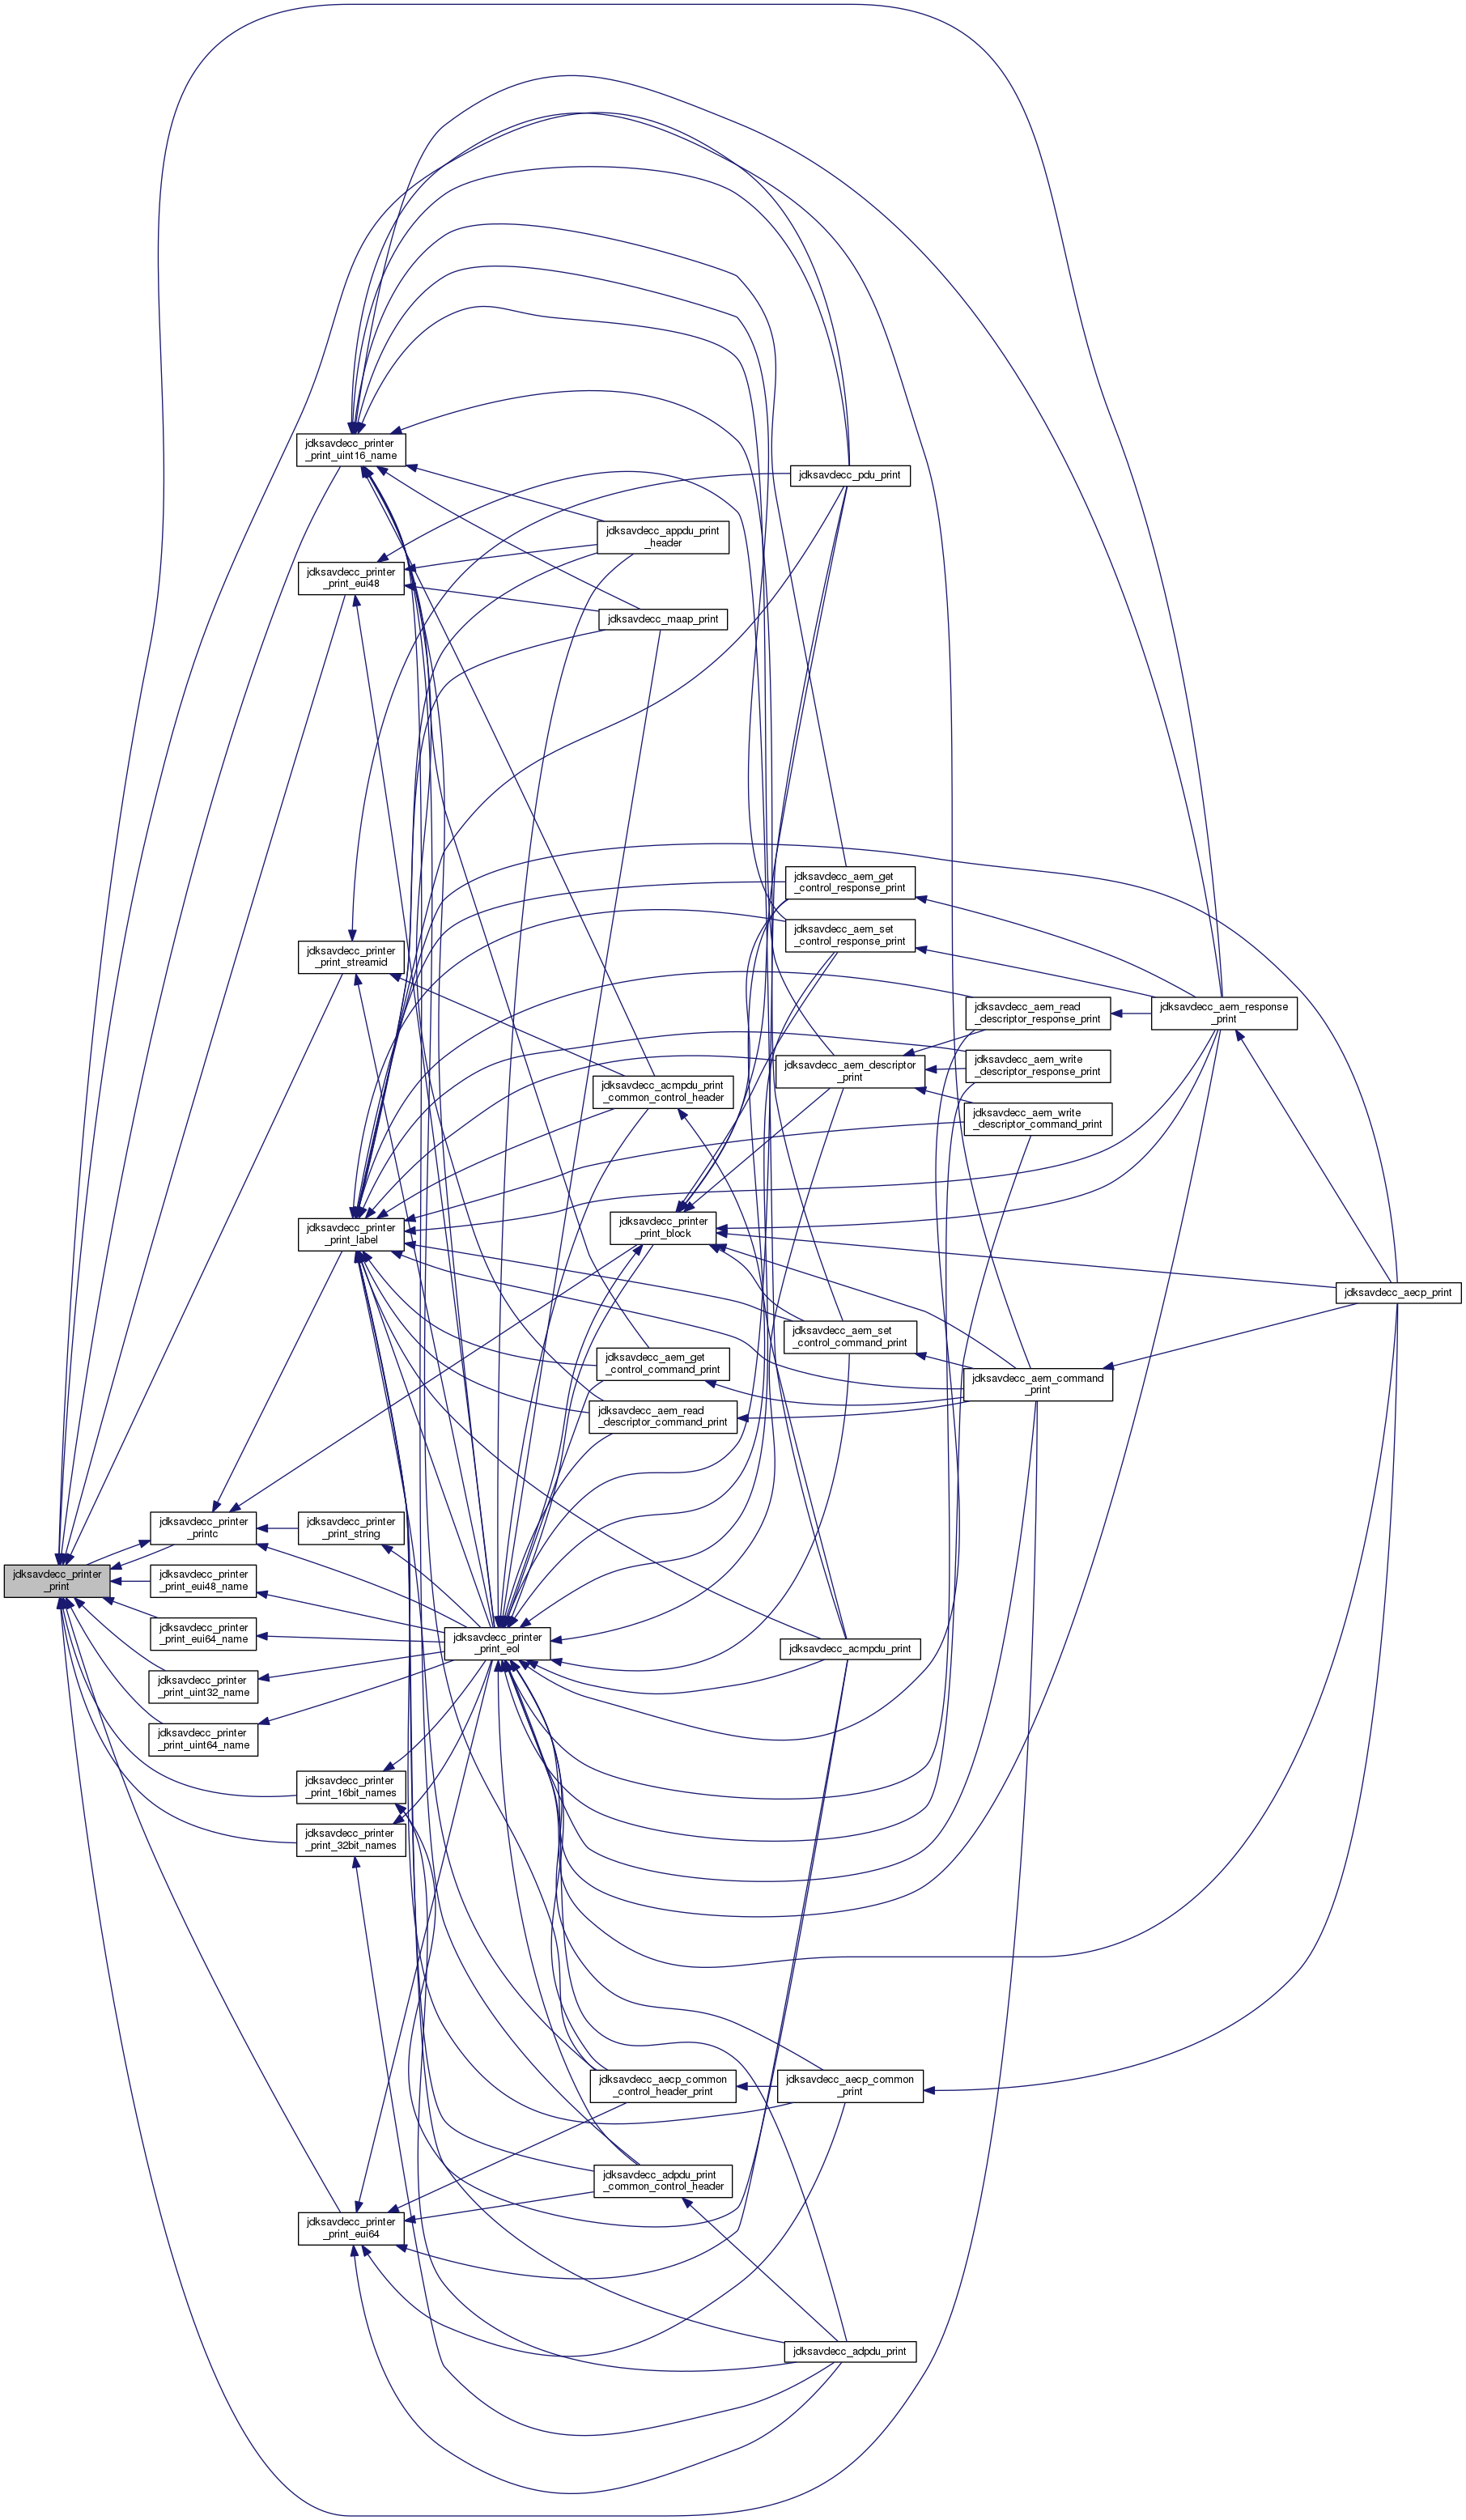 jdksavdecc_printer
_print_uint16_name
jdksavdecc_pdu_print
jdksavdecc_appdu_print
_header
jdksavdecc_printer
_print_eui48
jdksavdecc_maap_print
jdksavdecc_aem_get
_control_response_print
jdksavdecc_aem_set
_control_response_print
jdksavdecc_printer
_print_streamid
jdksavdecc_aem_read
_descriptor_response_print
jdksavdecc_aem_response
_print
jdksavdecc_aem_descriptor
_print
jdksavdecc_aem_write
_descriptor_response_print
jdksavdecc_acmpdu_print
_common_control_header
jdksavdecc_aem_write
_descriptor_command_print
jdksavdecc_printer
_print_block
jdksavdecc_printer
_print_label
jdksavdecc_aecp_print
jdksavdecc_aem_set
_control_command_print
jdksavdecc_aem_get
_control_command_print
jdksavdecc_aem_command
_print
jdksavdecc_aem_read
_descriptor_command_print
jdksavdecc_printer
_printc
jdksavdecc_printer
_print_string
jdksavdecc_printer
_print
jdksavdecc_printer
_print_eui48_name
jdksavdecc_printer
_print_eui64_name
jdksavdecc_printer
_print_eol
jdksavdecc_acmpdu_print
jdksavdecc_printer
_print_uint32_name
jdksavdecc_printer
_print_uint64_name
jdksavdecc_printer
_print_16bit_names
jdksavdecc_printer
_print_32bit_names
jdksavdecc_aecp_common
_control_header_print
jdksavdecc_aecp_common
_print
jdksavdecc_adpdu_print
_common_control_header
jdksavdecc_printer
_print_eui64
jdksavdecc_adpdu_print